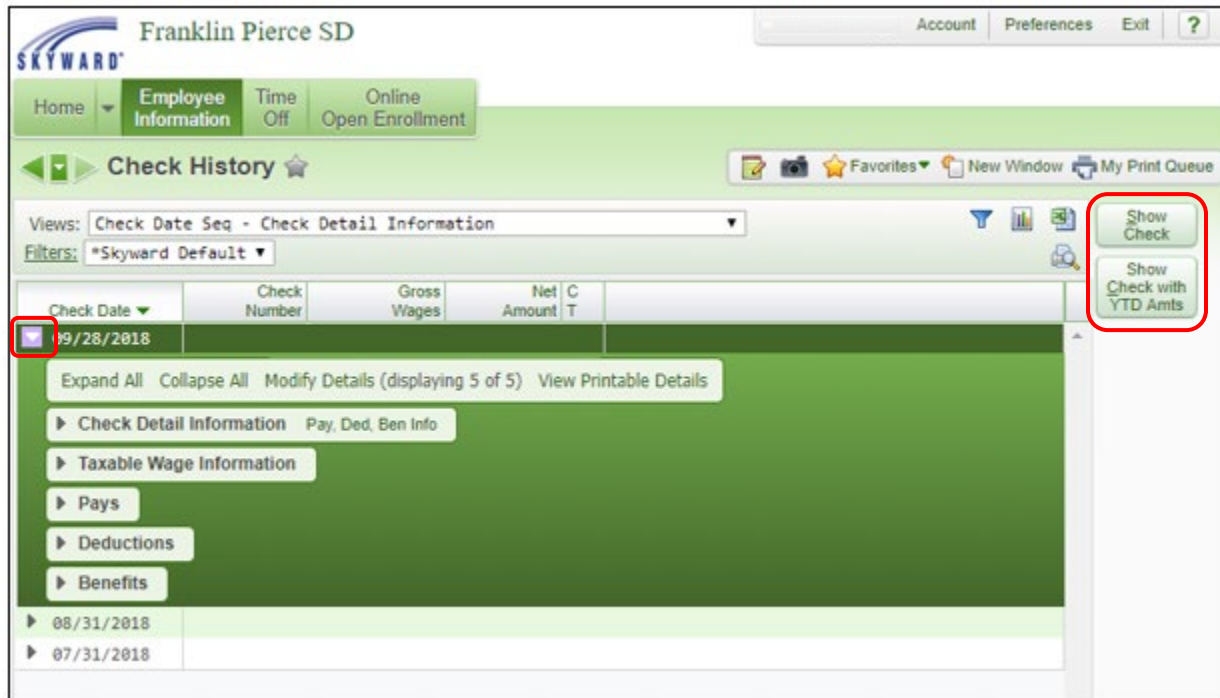 Franklin Pierce SD
Account Preferences Exit ?
SKYWARD®
Home Employee Information Time Off Online Open Enrollment
Check History
Favorites New Window My Print Queue
Views: Check Date Seq - Check Detail Information
Show Check
Filters: *Skyward Default
Show Check with YTD Amts
Check Date Check Number Gross Wages Net Amount C T
09/28/2018
Expand All Collapse All Modify Details (displaying 5 of 5) View Printable Details
Check Detail Information Pay, Ded, Ben Info
Taxable Wage Information
Pays
Deductions
Benefits
08/31/2018
07/31/2018